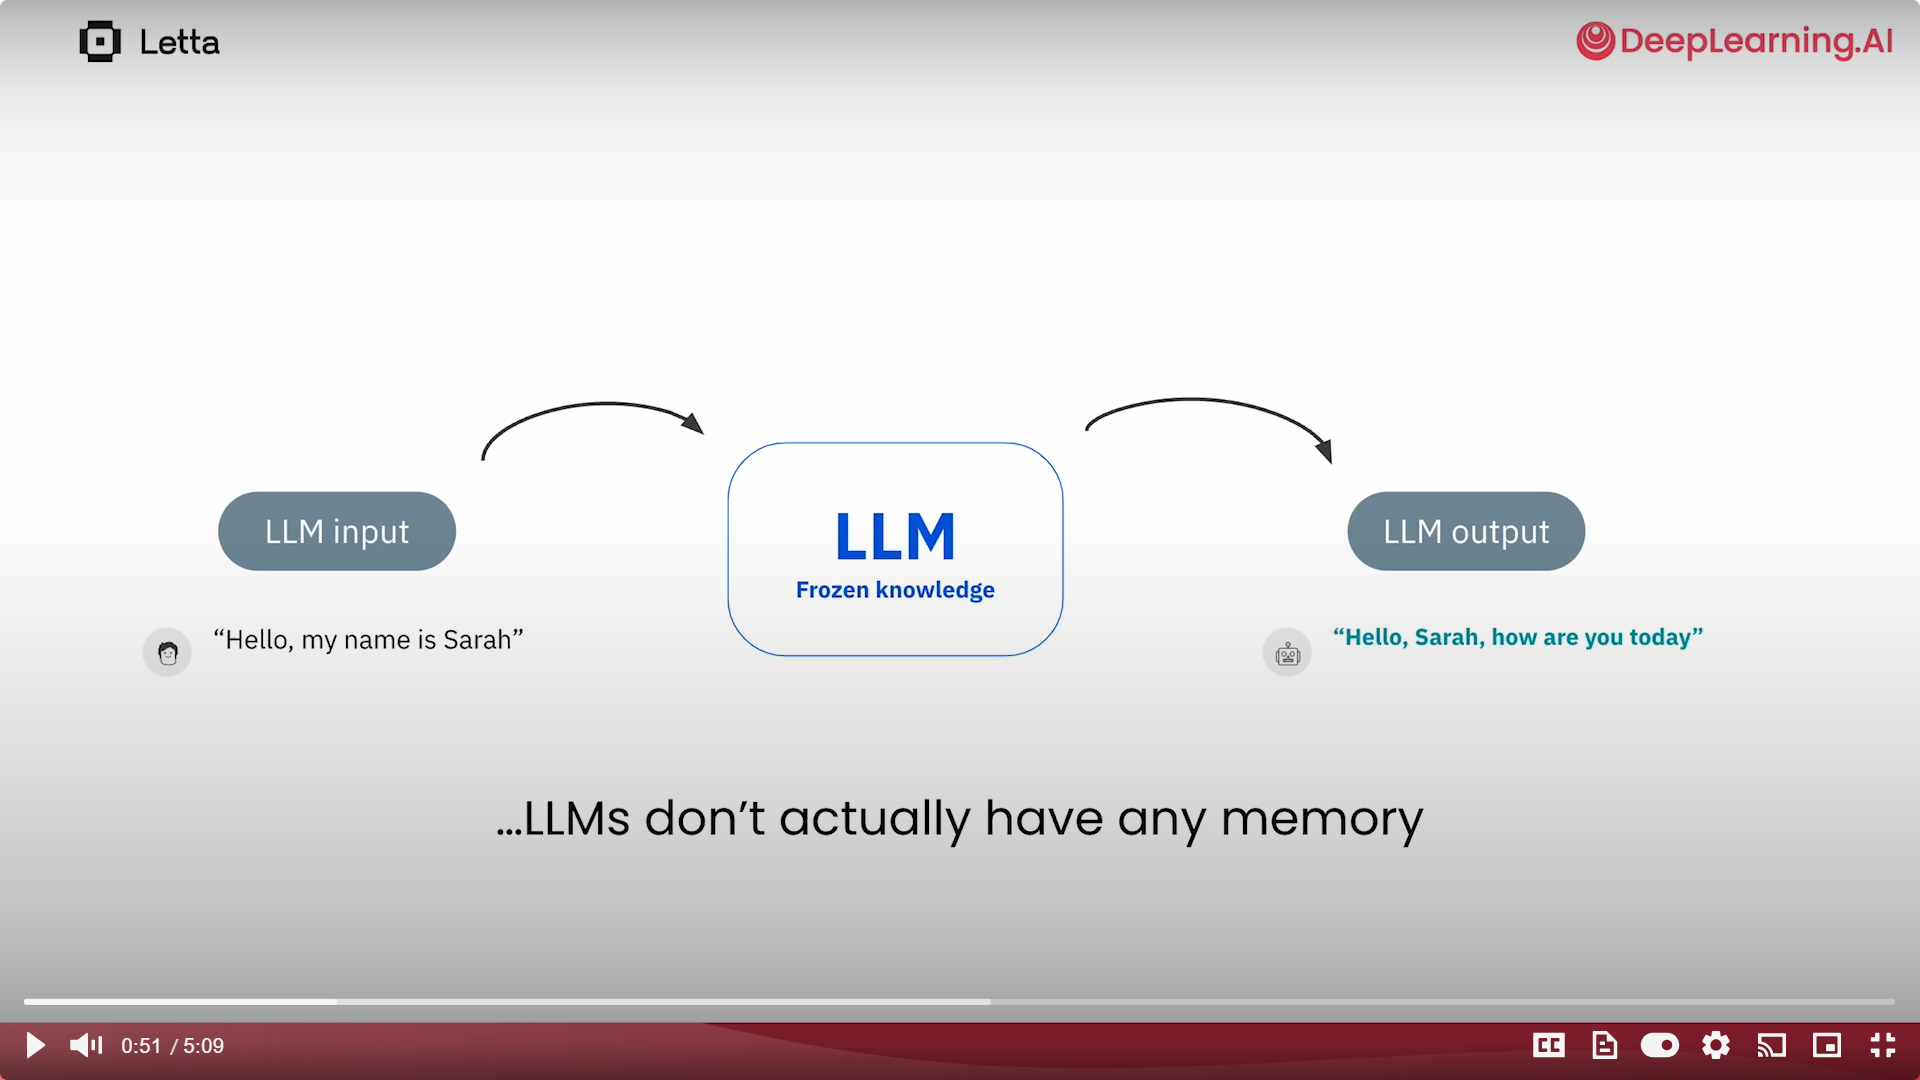 Letta
DeepLearning.AI
LLM input
LLM
Frozen knowledge
LLM output
“Hello, my name is Sarah”
“Hello, Sarah, how are you today”
...LLMs don’t actually have any memory
0:51 / 5:09
CC